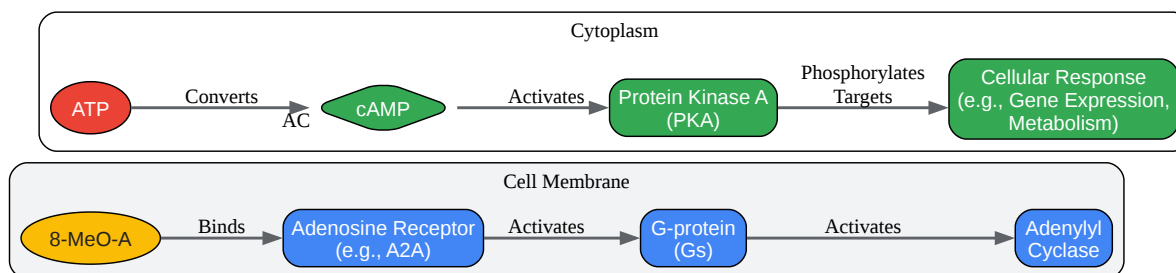 Cytoplasm
ATP
Converts
AC
cAMP
Activates
Protein Kinase A
(PKA)
Phosphorylates
Targets
Cellular Response
(e.g., Gene Expression,
Metabolism)
Cell Membrane
8-MeO-A
Binds
Adenosine Receptor
(e.g., A2A)
Activates
G-protein
(Gs)
Activates
Adenylyl
Cyclase